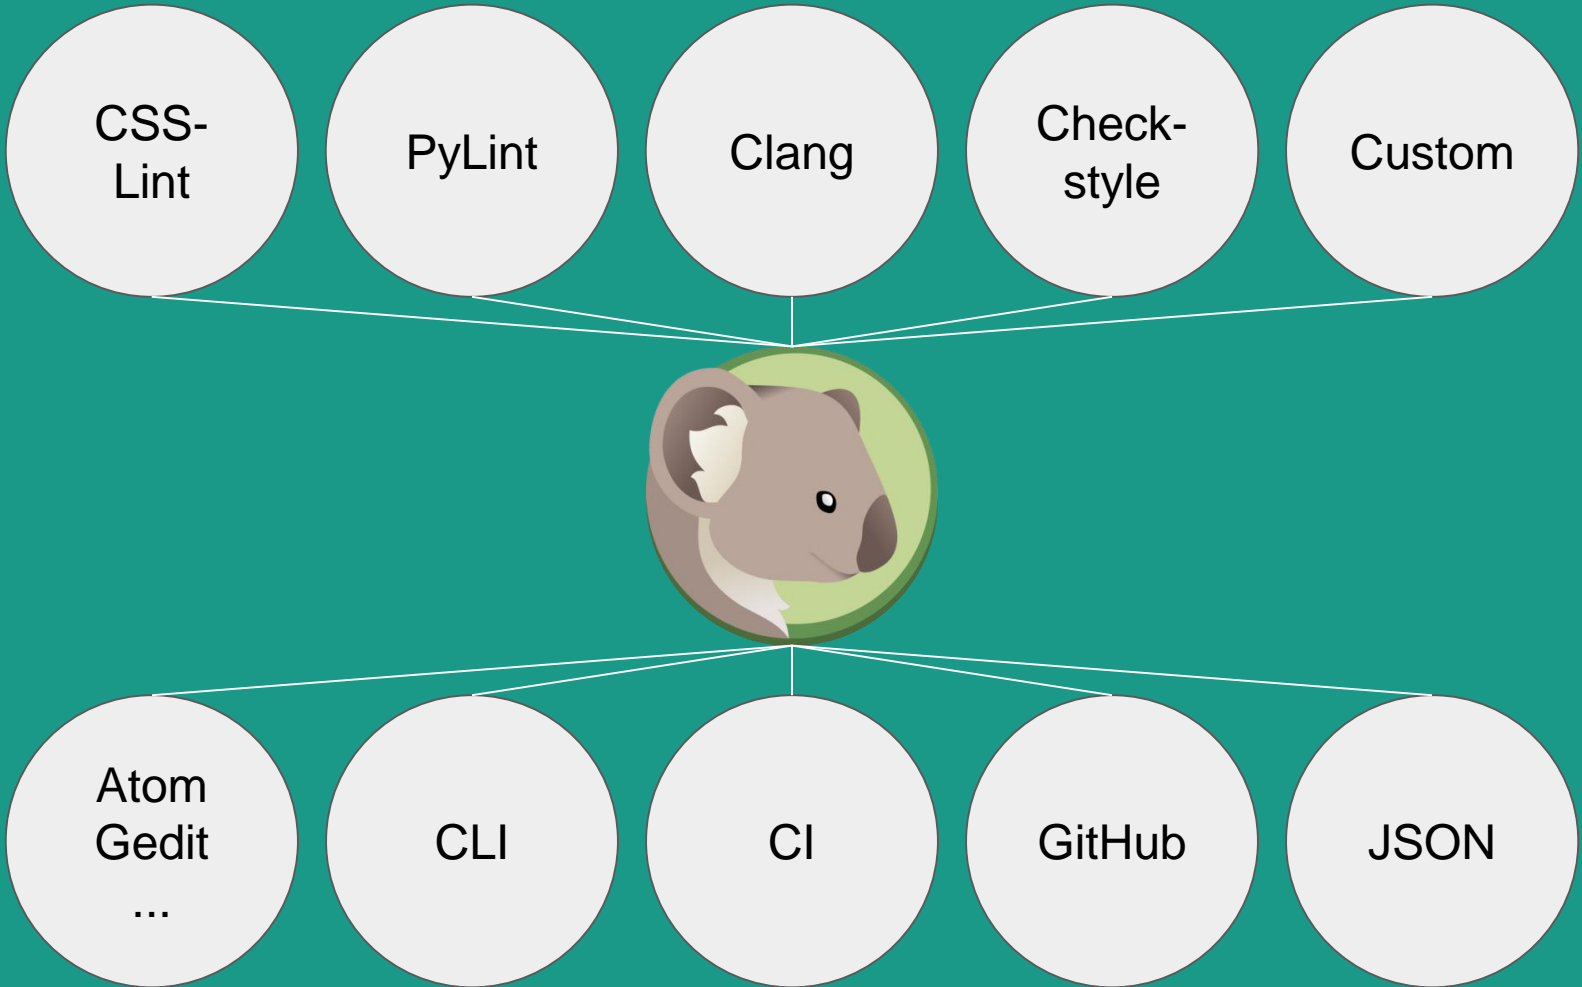 CSS-
Lint
PyLint
Clang
Check-
style
Custom
Atom
Gedit
...
CLI
CI
GitHub
JSON